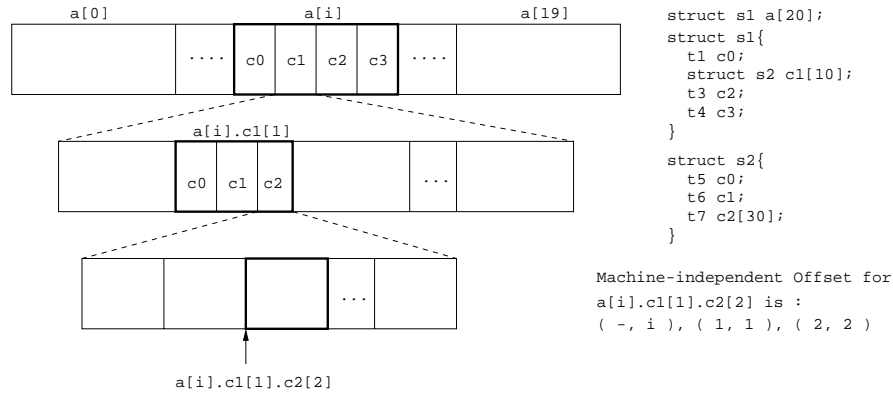 a[0] a[i] a[19]
.... c0 c1 c2 c3 ....
a[i].c1[1]
c0 c1 c2 ...
...
a[i].c1[1].c2[2]
struct s1 a[20];
struct s1{
t1 c0;
struct s2 c1[10];
t3 c2;
t4 c3;
}
struct s2{
t5 c0;
t6 c1;
t7 c2[30];
}
Machine-independent Offset for
a[i].c1[1].c2[2] is :
( -, i ), ( 1, 1 ), ( 2, 2 )